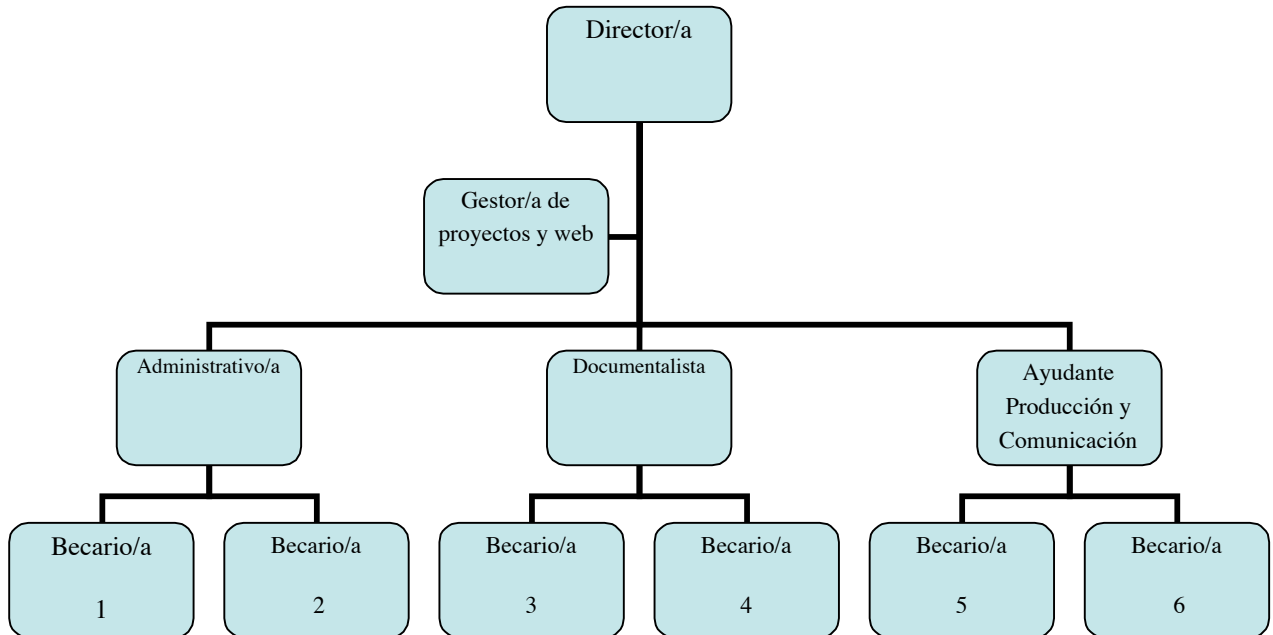 Director/a
Gestor/a de
proyectos y web
Administrativo/a
Documentalista
Ayudante
Producción y
Comunicación
Becario/a
1
Becario/a
2
Becario/a
3
Becario/a
4
Becario/a
5
Becario/a
6